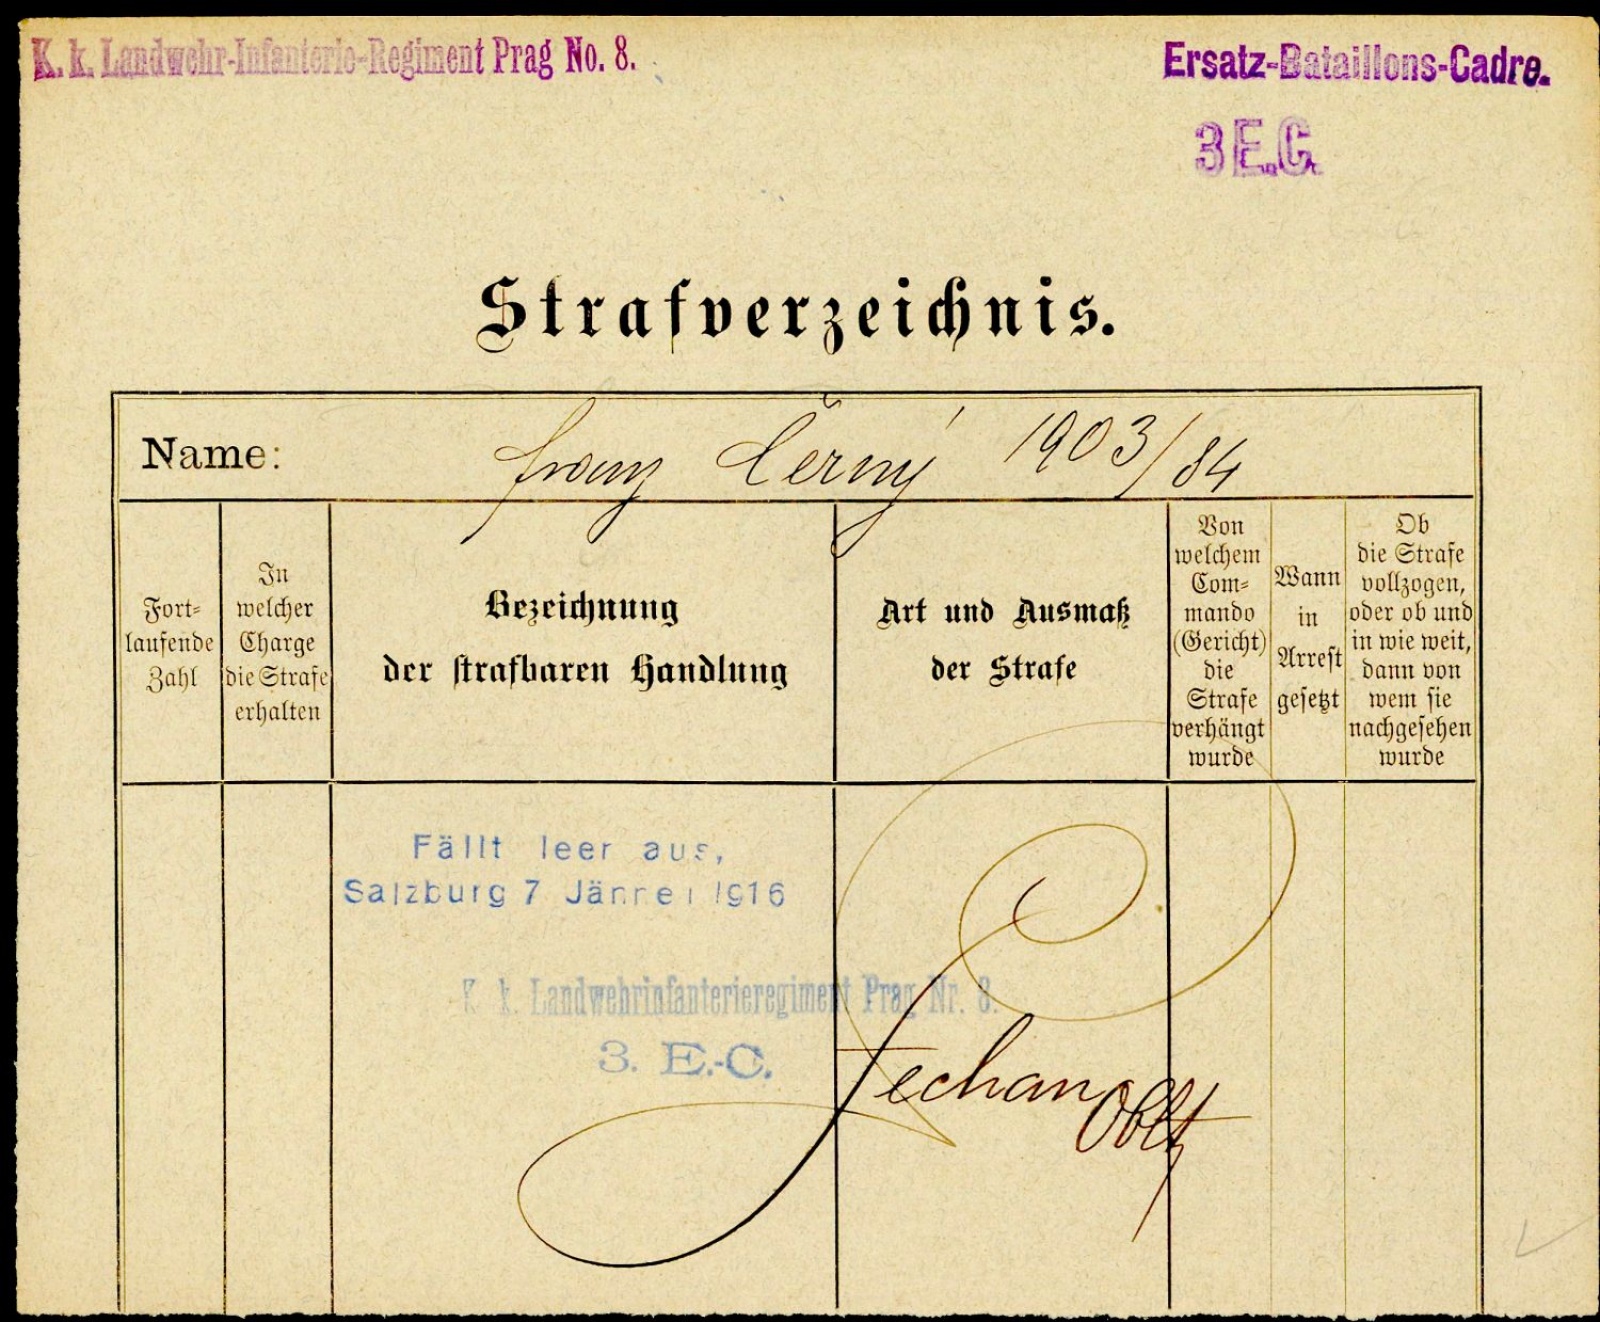 K. k. Landwehr-Infanterie-Regiment Prag No. 8.
Ersatz-Bataillons-Cadre.
3 E.C.
Strafverzeichnis.
Name: Franz Černý 1903/84
Fort-
laufende
Zahl
In
welcher
Charge
die Strafe
erhalten
Bezeichnung
der strafbaren Handlung
Art und Ausmaß
der Strafe
Von
welchem
Com-
mando
(Gericht)
die
Strafe
verhängt
wurde
Wann
in
Arrest
gesetzt
Ob
die Strafe
vollzogen,
oder ob und
in wie weit,
dann von
wem sie
nachgesehen
wurde
Fällt leer aus,
Salzburg 7 Jänner 1916
K. k. Landwehrinfanterieregiment Prag Nr. 8.
3. E.-C.
Oblt